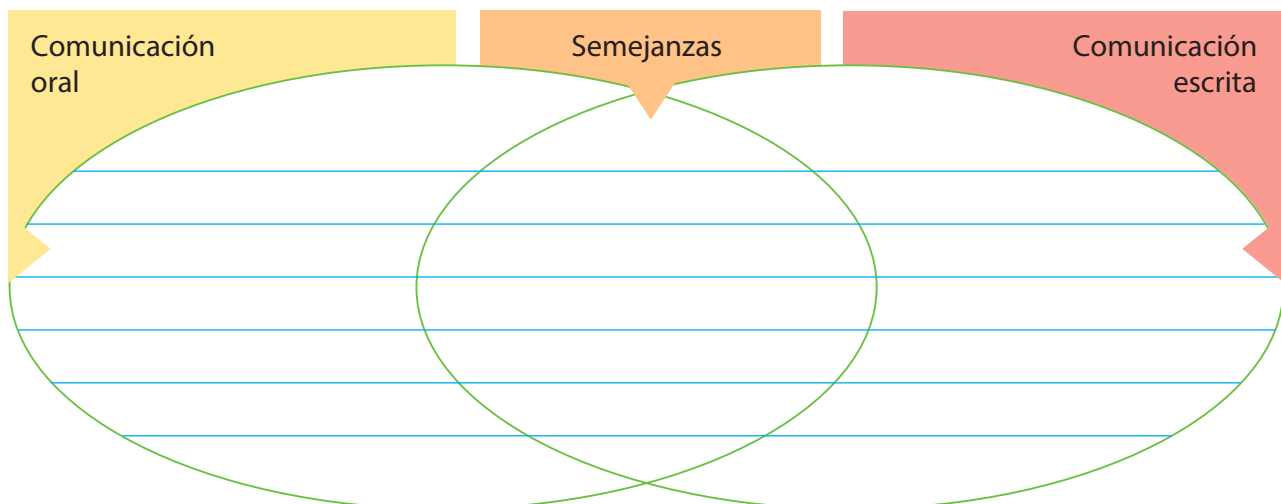 Comunicación
oral
Semejanzas
Comunicación
escrita